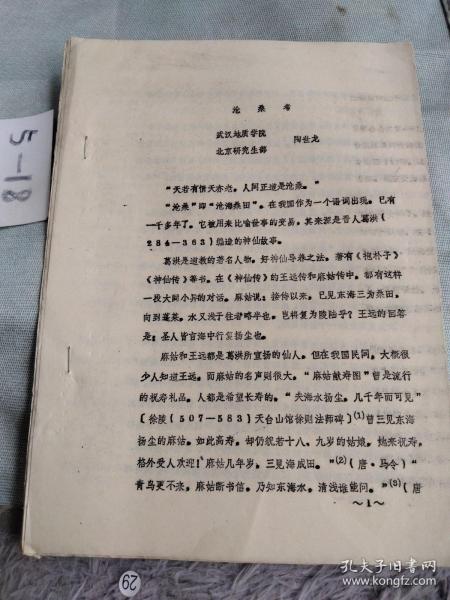 沧桑考
武汉地质学院
北京研究生部
陶世龙
“天若有情天亦老，人间正道是沧桑。”
“沧桑”即“沧海桑田”。在我国作为一个语词出现，已有
一千多年了。它被用来比喻世事的变易，其来源是晋人葛洪
（284—363）编造的神仙故事。
葛洪是道教的著名人物，好神仙导养之法，著有《抱朴子》
《神仙传》等书。在《神仙传》的王远传和麻姑传中，都有这样
一段大同小异的对话。麻姑说：接侍以来，已见东海三为桑田，
向到蓬莱，水又浅于往者略半也，岂将复为陵陆乎？王远的回答
是：圣人皆言海中行复扬尘也。
麻姑和王远都是葛洪所宣扬的仙人。但在我国民间，大概很
少人知道王远，而麻姑的名声则很大。“麻姑献寿图”曾是流行
的祝寿礼品。人都是希望长寿的。“夫海水扬尘，几千年而可见”
〔徐陵（507—583）天台山馆徐则法师碑〕(1)曾三见东海
扬尘的麻姑，如此高寿，却仍貌若十八、九岁的姑娘，她来祝寿，
格外受人欢迎！“麻姑几年岁，三见海成田。”(2)（唐·马令）
“青鸟更不来，麻姑断书信。乃知东海水，清浅谁能问。”(3)（唐
～1～
5-18
29
孔夫子旧书网
www.kongfz.com